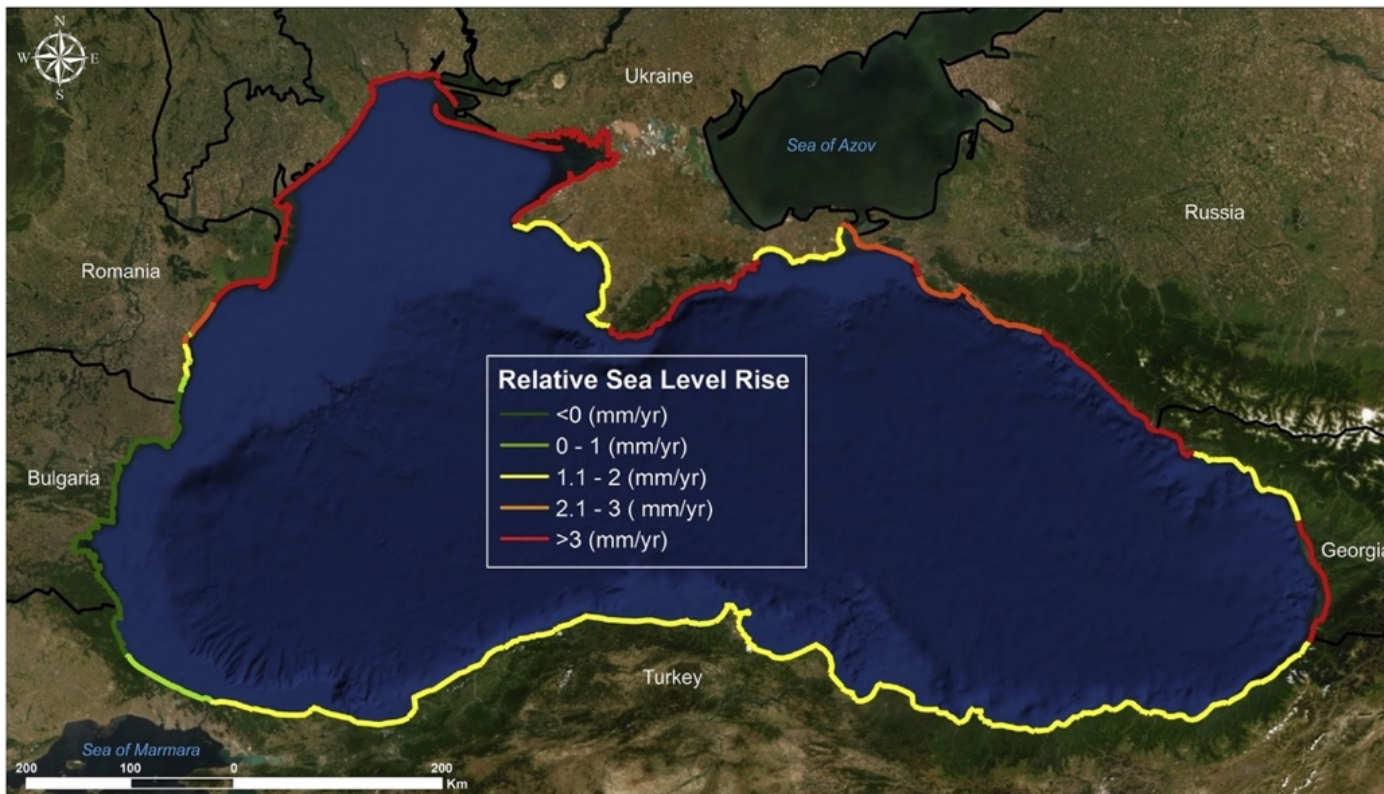 N
W E
S
Ukraine
Sea of Azov
Russia
Romania
Relative Sea Level Rise
<0 (mm/yr)
0 - 1 (mm/yr)
1.1 - 2 (mm/yr)
2.1 - 3 ( mm/yr)
>3 (mm/yr)
Bulgaria
Georgia
Turkey
Sea of Marmara
200 100 0 200
Km